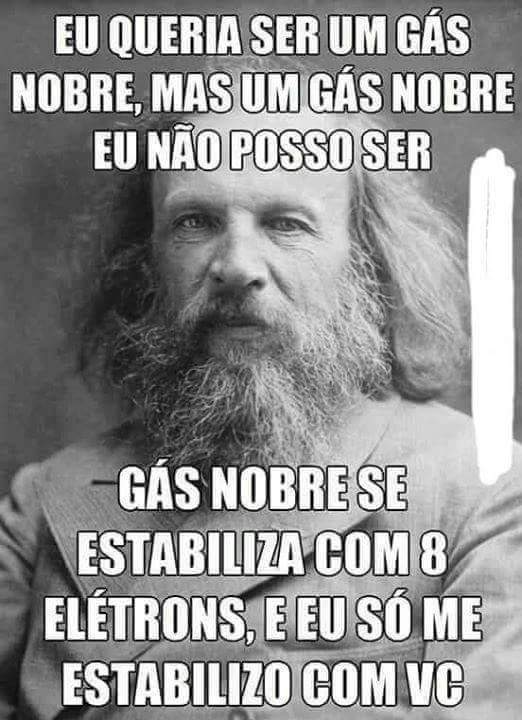 EU QUERIA SER UM GÁS
NOBRE, MAS UM GÁS NOBRE
EU NÃO POSSO SER
GÁS NOBRE SE
ESTABILIZA COM 8
ELÉTRONS, E EU SÓ ME
ESTABILIZO COM VC